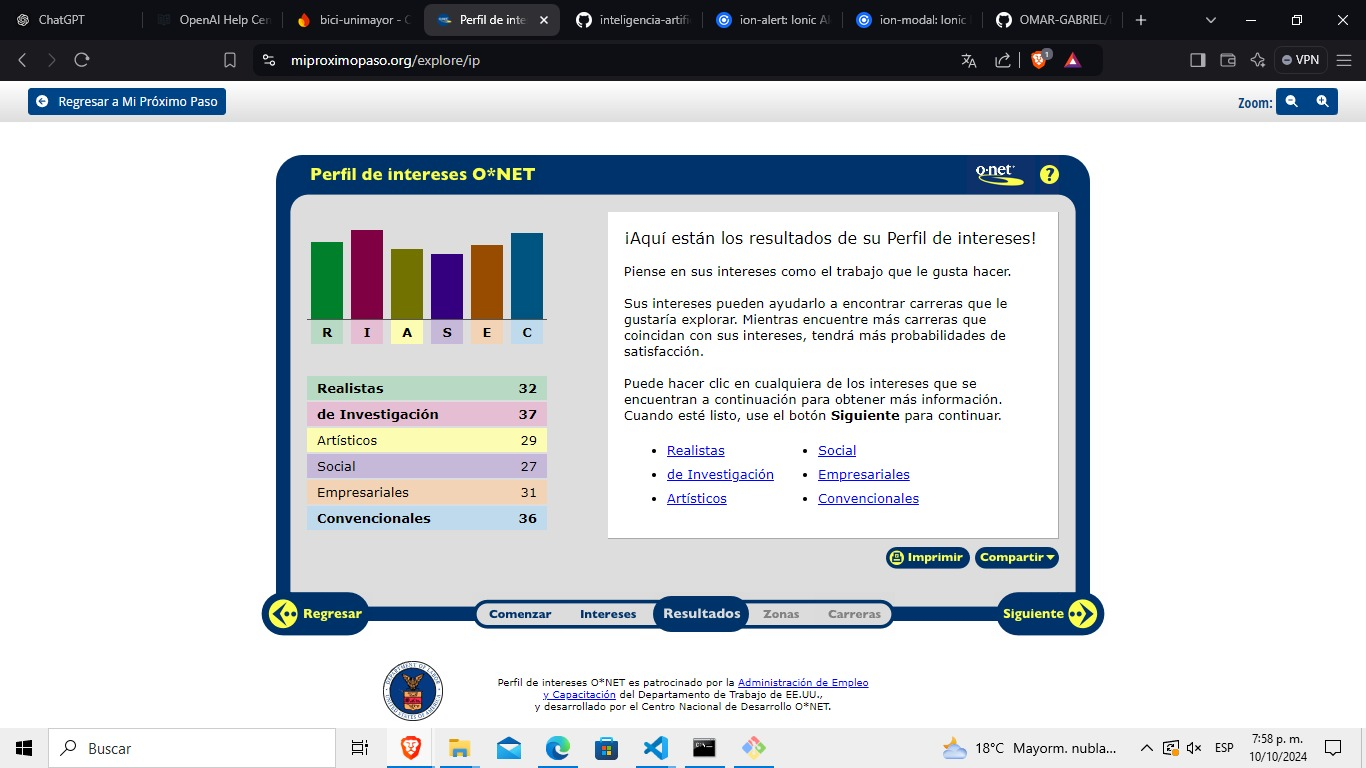 ChatGPT
OpenAI Help Cen
bici-unimayor - C
Perfil de inte
inteligencia-artifi
ion-alert: Ionic Al
ion-modal: Ionic
OMAR-GABRIEL/
miproximopaso.org/explore/ip
1
VPN
Regresar a Mi Próximo Paso
Zoom:
Perfil de intereses O*NET
o·net
?
R I A S E C
Realistas 32
de Investigación 37
Artísticos 29
Social 27
Empresariales 31
Convencionales 36
¡Aquí están los resultados de su Perfil de intereses!
Piense en sus intereses como el trabajo que le gusta hacer.
Sus intereses pueden ayudarlo a encontrar carreras que le
gustaría explorar. Mientras encuentre más carreras que
coincidan con sus intereses, tendrá más probabilidades de
satisfacción.
Puede hacer clic en cualquiera de los intereses que se
encuentran a continuación para obtener más información.
Cuando esté listo, use el botón Siguiente para continuar.
• Realistas
• de Investigación
• Artísticos
• Social
• Empresariales
• Convencionales
Imprimir
Compartir
Regresar
Comenzar
Intereses
Resultados
Zonas
Carreras
Siguiente
Perfil de intereses O*NET es patrocinado por la Administración de Empleo
y Capacitación del Departamento de Trabajo de EE.UU.,
y desarrollado por el Centro Nacional de Desarrollo O*NET.
Buscar
18°C Mayorm. nubla...
ESP
7:58 p. m.
10/10/2024